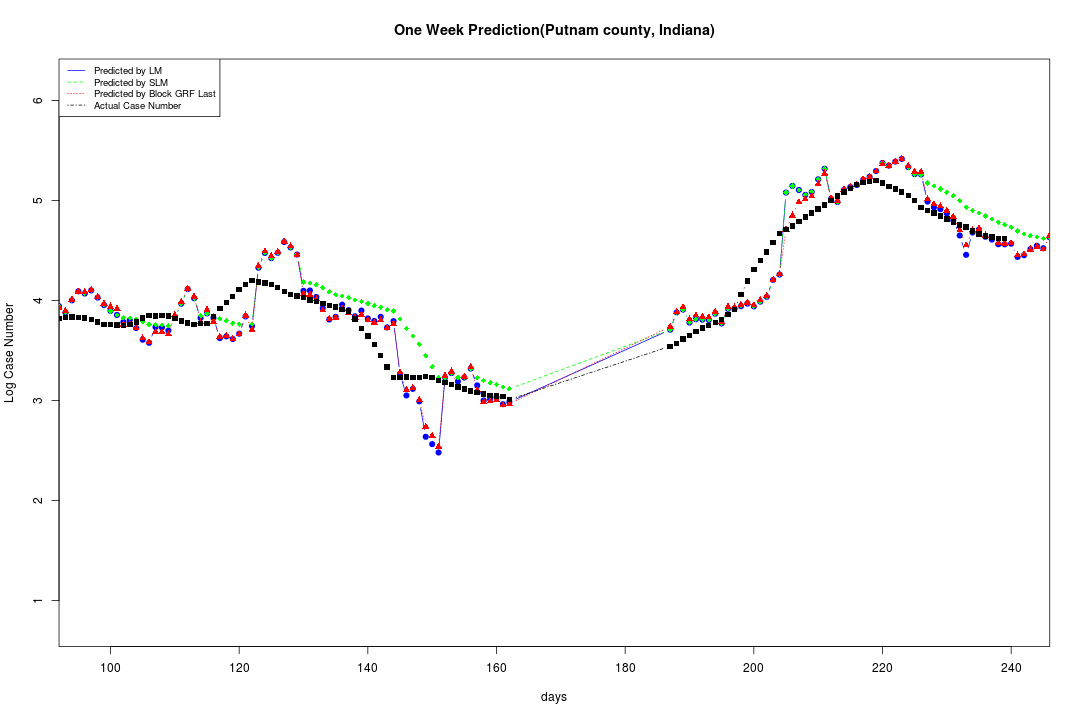 One Week Prediction(Putnam county, Indiana)
Predicted by LM
Predicted by SLM
Predicted by Block GRF Last
Actual Case Number
6
5
4
3
2
1
Log Case Number
100 120 140 160 180 200 220 240
days